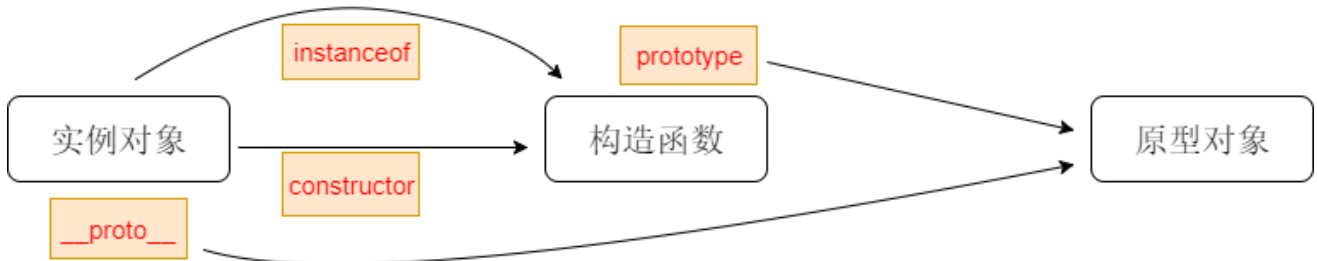 instanceof
prototype
实例对象
构造函数
原型对象
constructor
__proto__